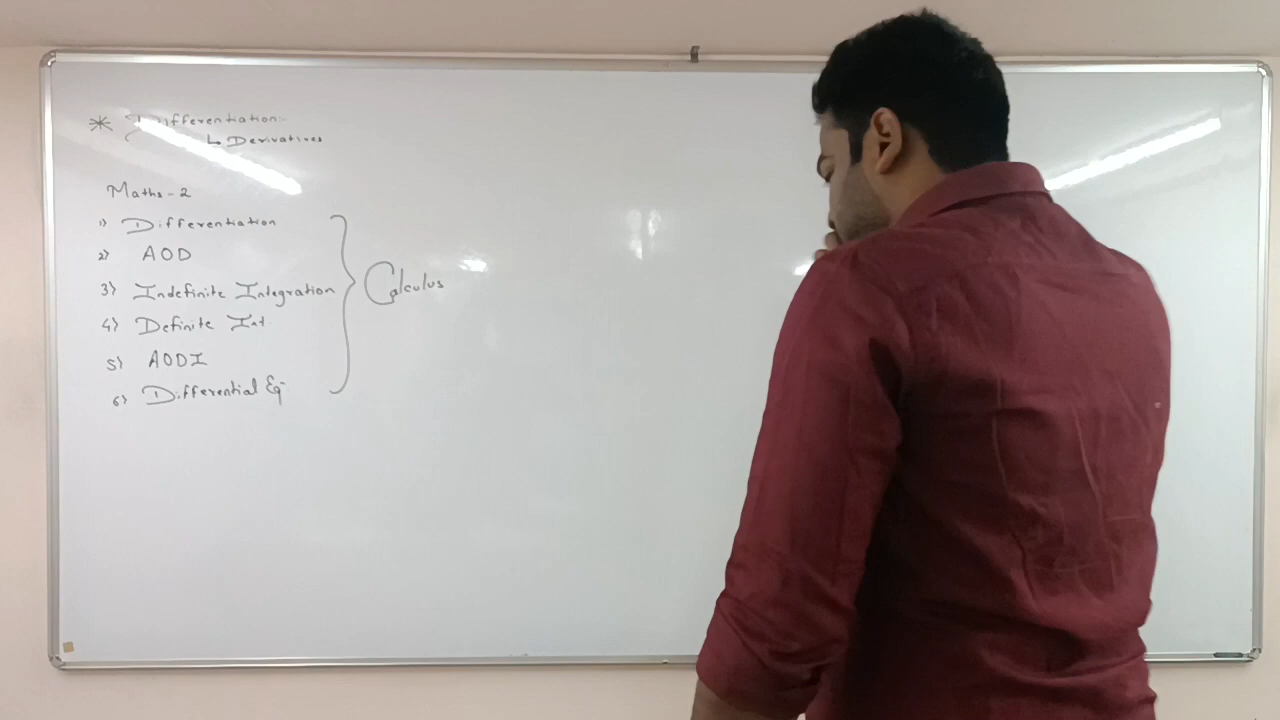 * Differentiation:-
↳ Derivatives
Maths - 2
1) Differentiation
2) AOD
3) Indefinite Integration
4) Definite Int.
5) AODI
6) Differential Eqⁿ
} Calculus